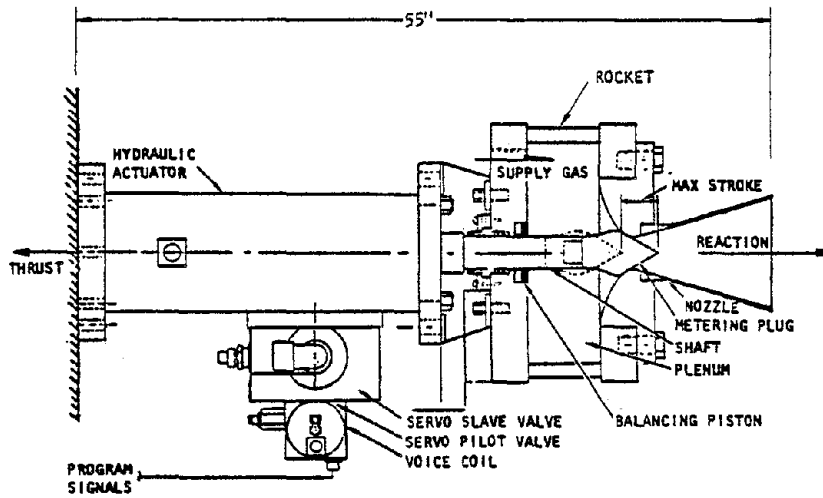 55"
ROCKET
HYDRAULIC
ACTUATOR
SUPPLY GAS
MAX STROKE
REACTION
THRUST
NOZZLE
METERING PLUG
SHAFT
PLENUM
BALANCING PISTON
SERVO SLAVE VALVE
SERVO PILOT VALVE
VOICE COIL
PROGRAM
SIGNALS